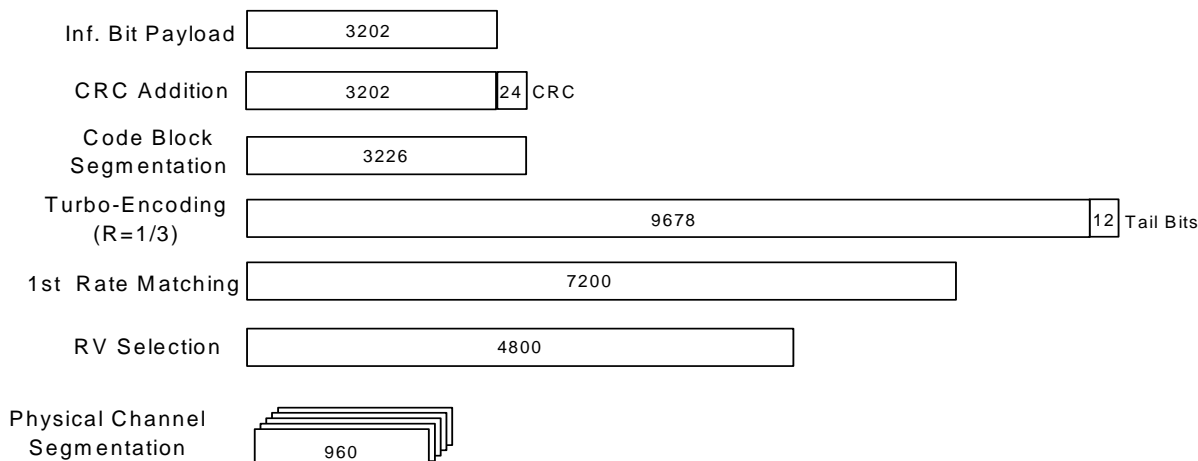 Inf. Bit Payload 3202
CRC Addition 3202 24 CRC
Code Block
Segmentation 3226
Turbo-Encoding
(R=1/3) 9678 12 Tail Bits
1st Rate Matching 7200
RV Selection 4800
Physical Channel
Segmentation 960